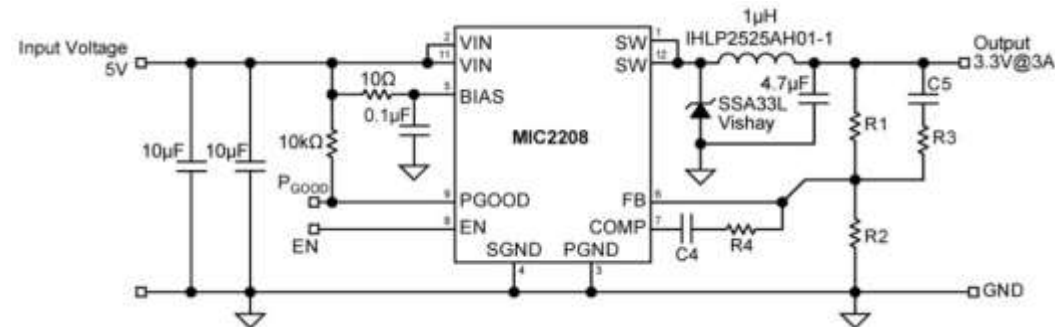 1µH
IHLP2525AH01-1
Input Voltage
5V
2
VIN
11
VIN
SW
1
SW
12
Output
3.3V@3A
10Ω
5
BIAS
0.1µF
4.7µF
C5
SSA33L
Vishay
R1
R3
MIC2208
10kΩ
10µF
10µF
PGOOD
9
PGOOD
FB
6
EN
8
EN
COMP
7
C4
R4
R2
SGND
4
PGND
3
GND